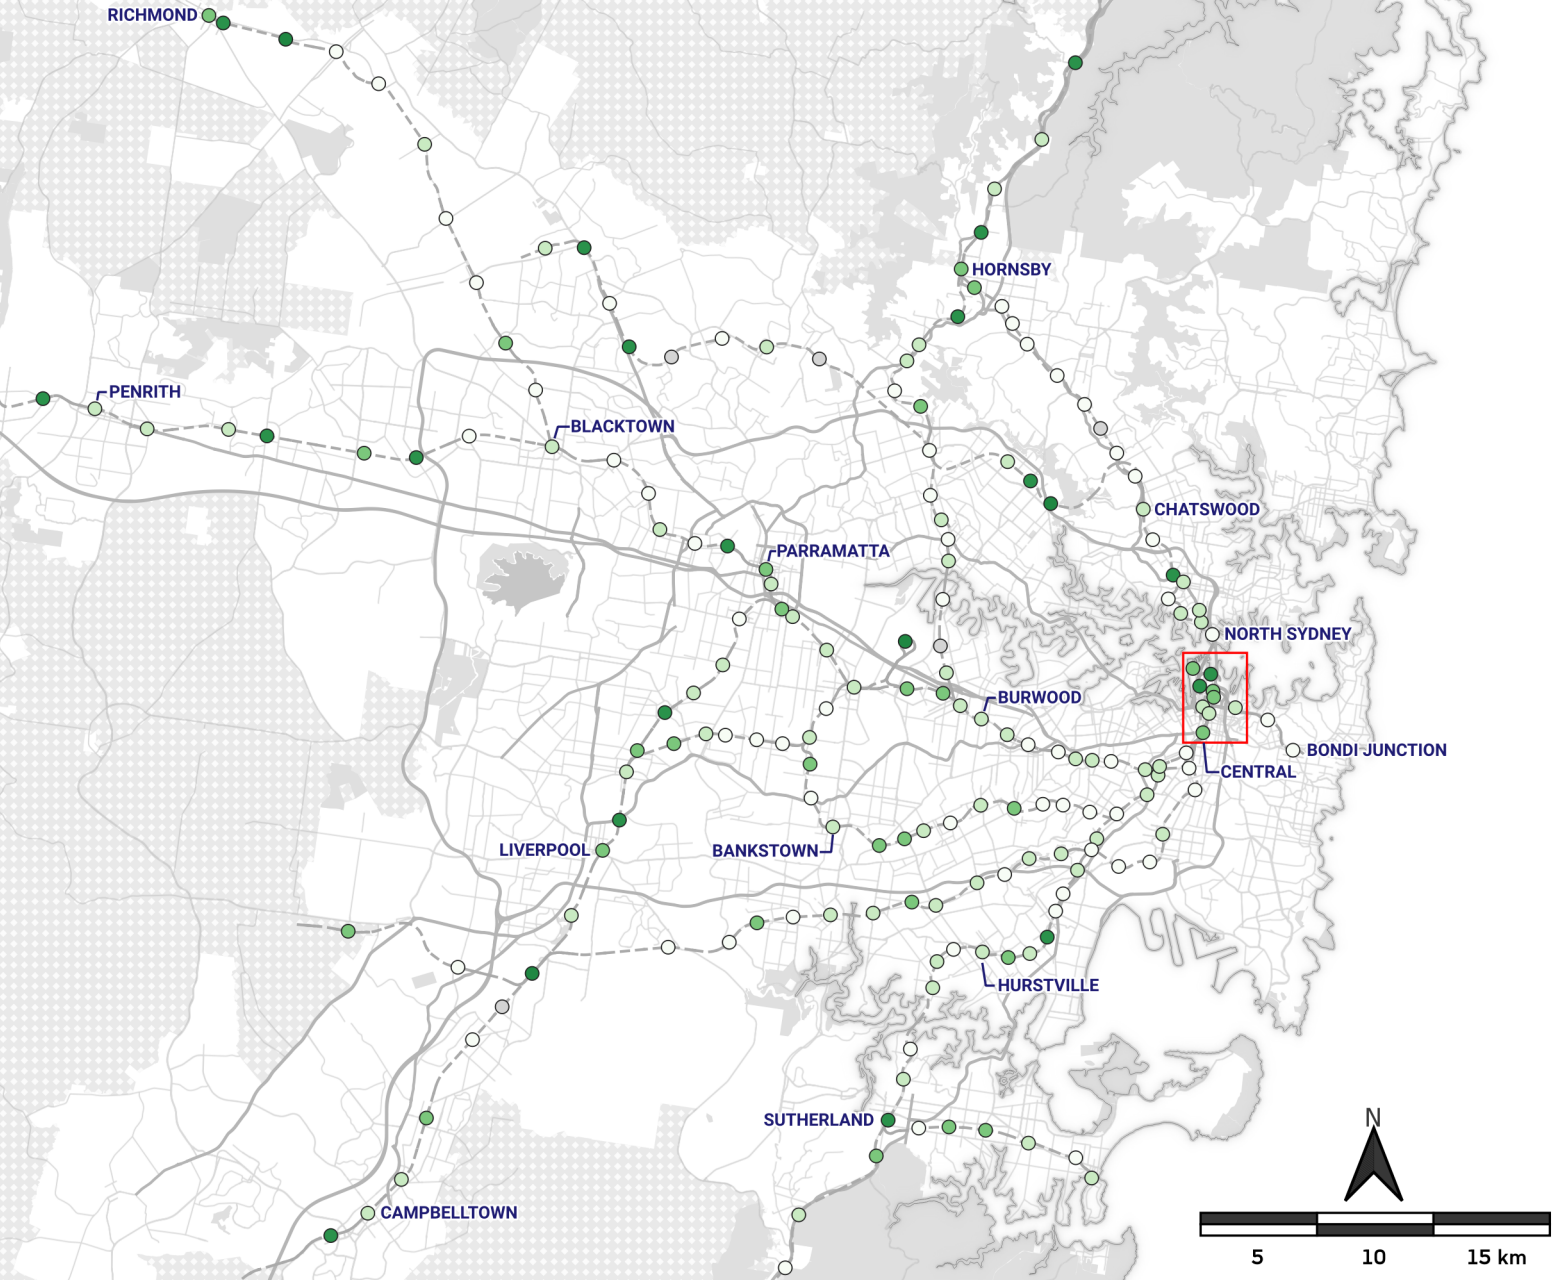 RICHMOND
HORNSBY
PENRITH
BLACKTOWN
CHATSWOOD
PARRAMATTA
NORTH SYDNEY
BURWOOD
BONDI JUNCTION
CENTRAL
LIVERPOOL
BANKSTOWN
HURSTVILLE
SUTHERLAND
CAMPBELLTOWN
N
5 10 15 km